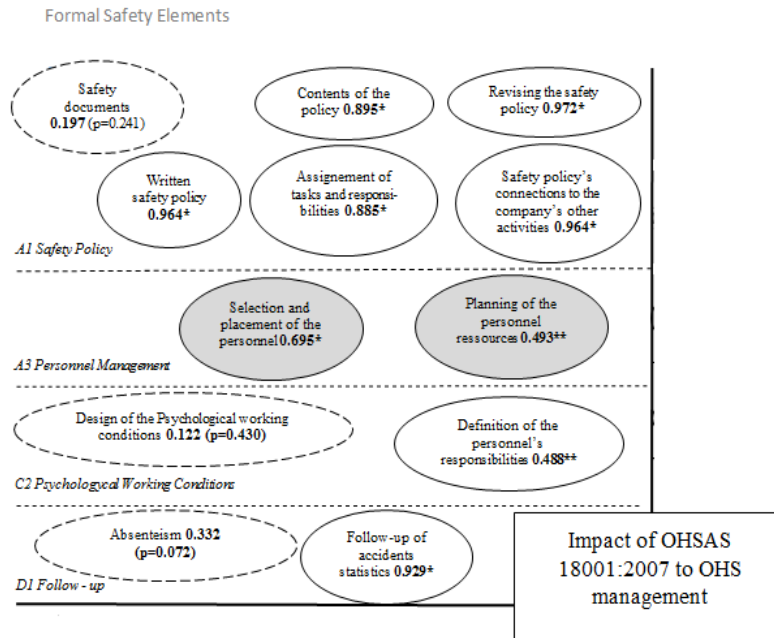 Formal Safety Elements
Safety
documents
0.197 (p=0.241)
Contents of the
policy 0.895*
Revising the safety
policy 0.972*
Written
safety policy
0.964*
Assignement of
tasks and responsi-
bilities 0.885*
Safety policy's
connections to the
company's other
activities 0.964*
A1 Safety Policy
Selection and
placement of the
personnel 0.695*
Planning of the
personnel
ressources 0.493**
A3 Personnel Management
Design of the Psychological working
conditions 0.122 (p=0.430)
Definition of the
personnel's
responsibilities 0.488**
C2 Psychologycal Working Conditions
Absenteism 0.332
(p=0.072)
Follow-up of
accidents
statistics 0.929*
D1 Follow - up
Impact of OHSAS
18001:2007 to OHS
management